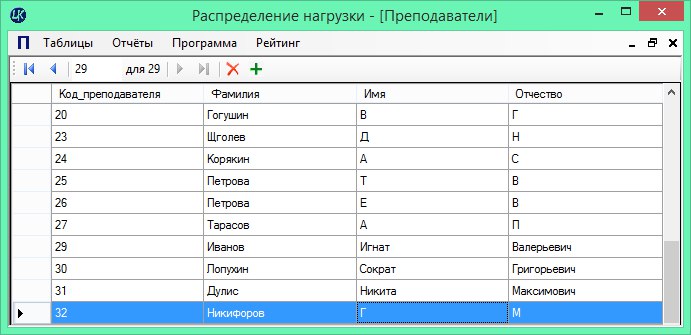 LK Распределение нагрузки - [Преподаватели]
П Таблицы Отчёты Программа Рейтинг
29 для 29
Код_преподавателя Фамилия Имя Отчество
20 Гогушин В Г
23 Щголев Д Н
24 Корякин А С
25 Петрова Т В
26 Петрова Е В
27 Тарасов А П
29 Иванов Игнат Валерьевич
30 Лопухин Сократ Григорьевич
31 Дулис Никита Максимович
32 Никифоров Г М